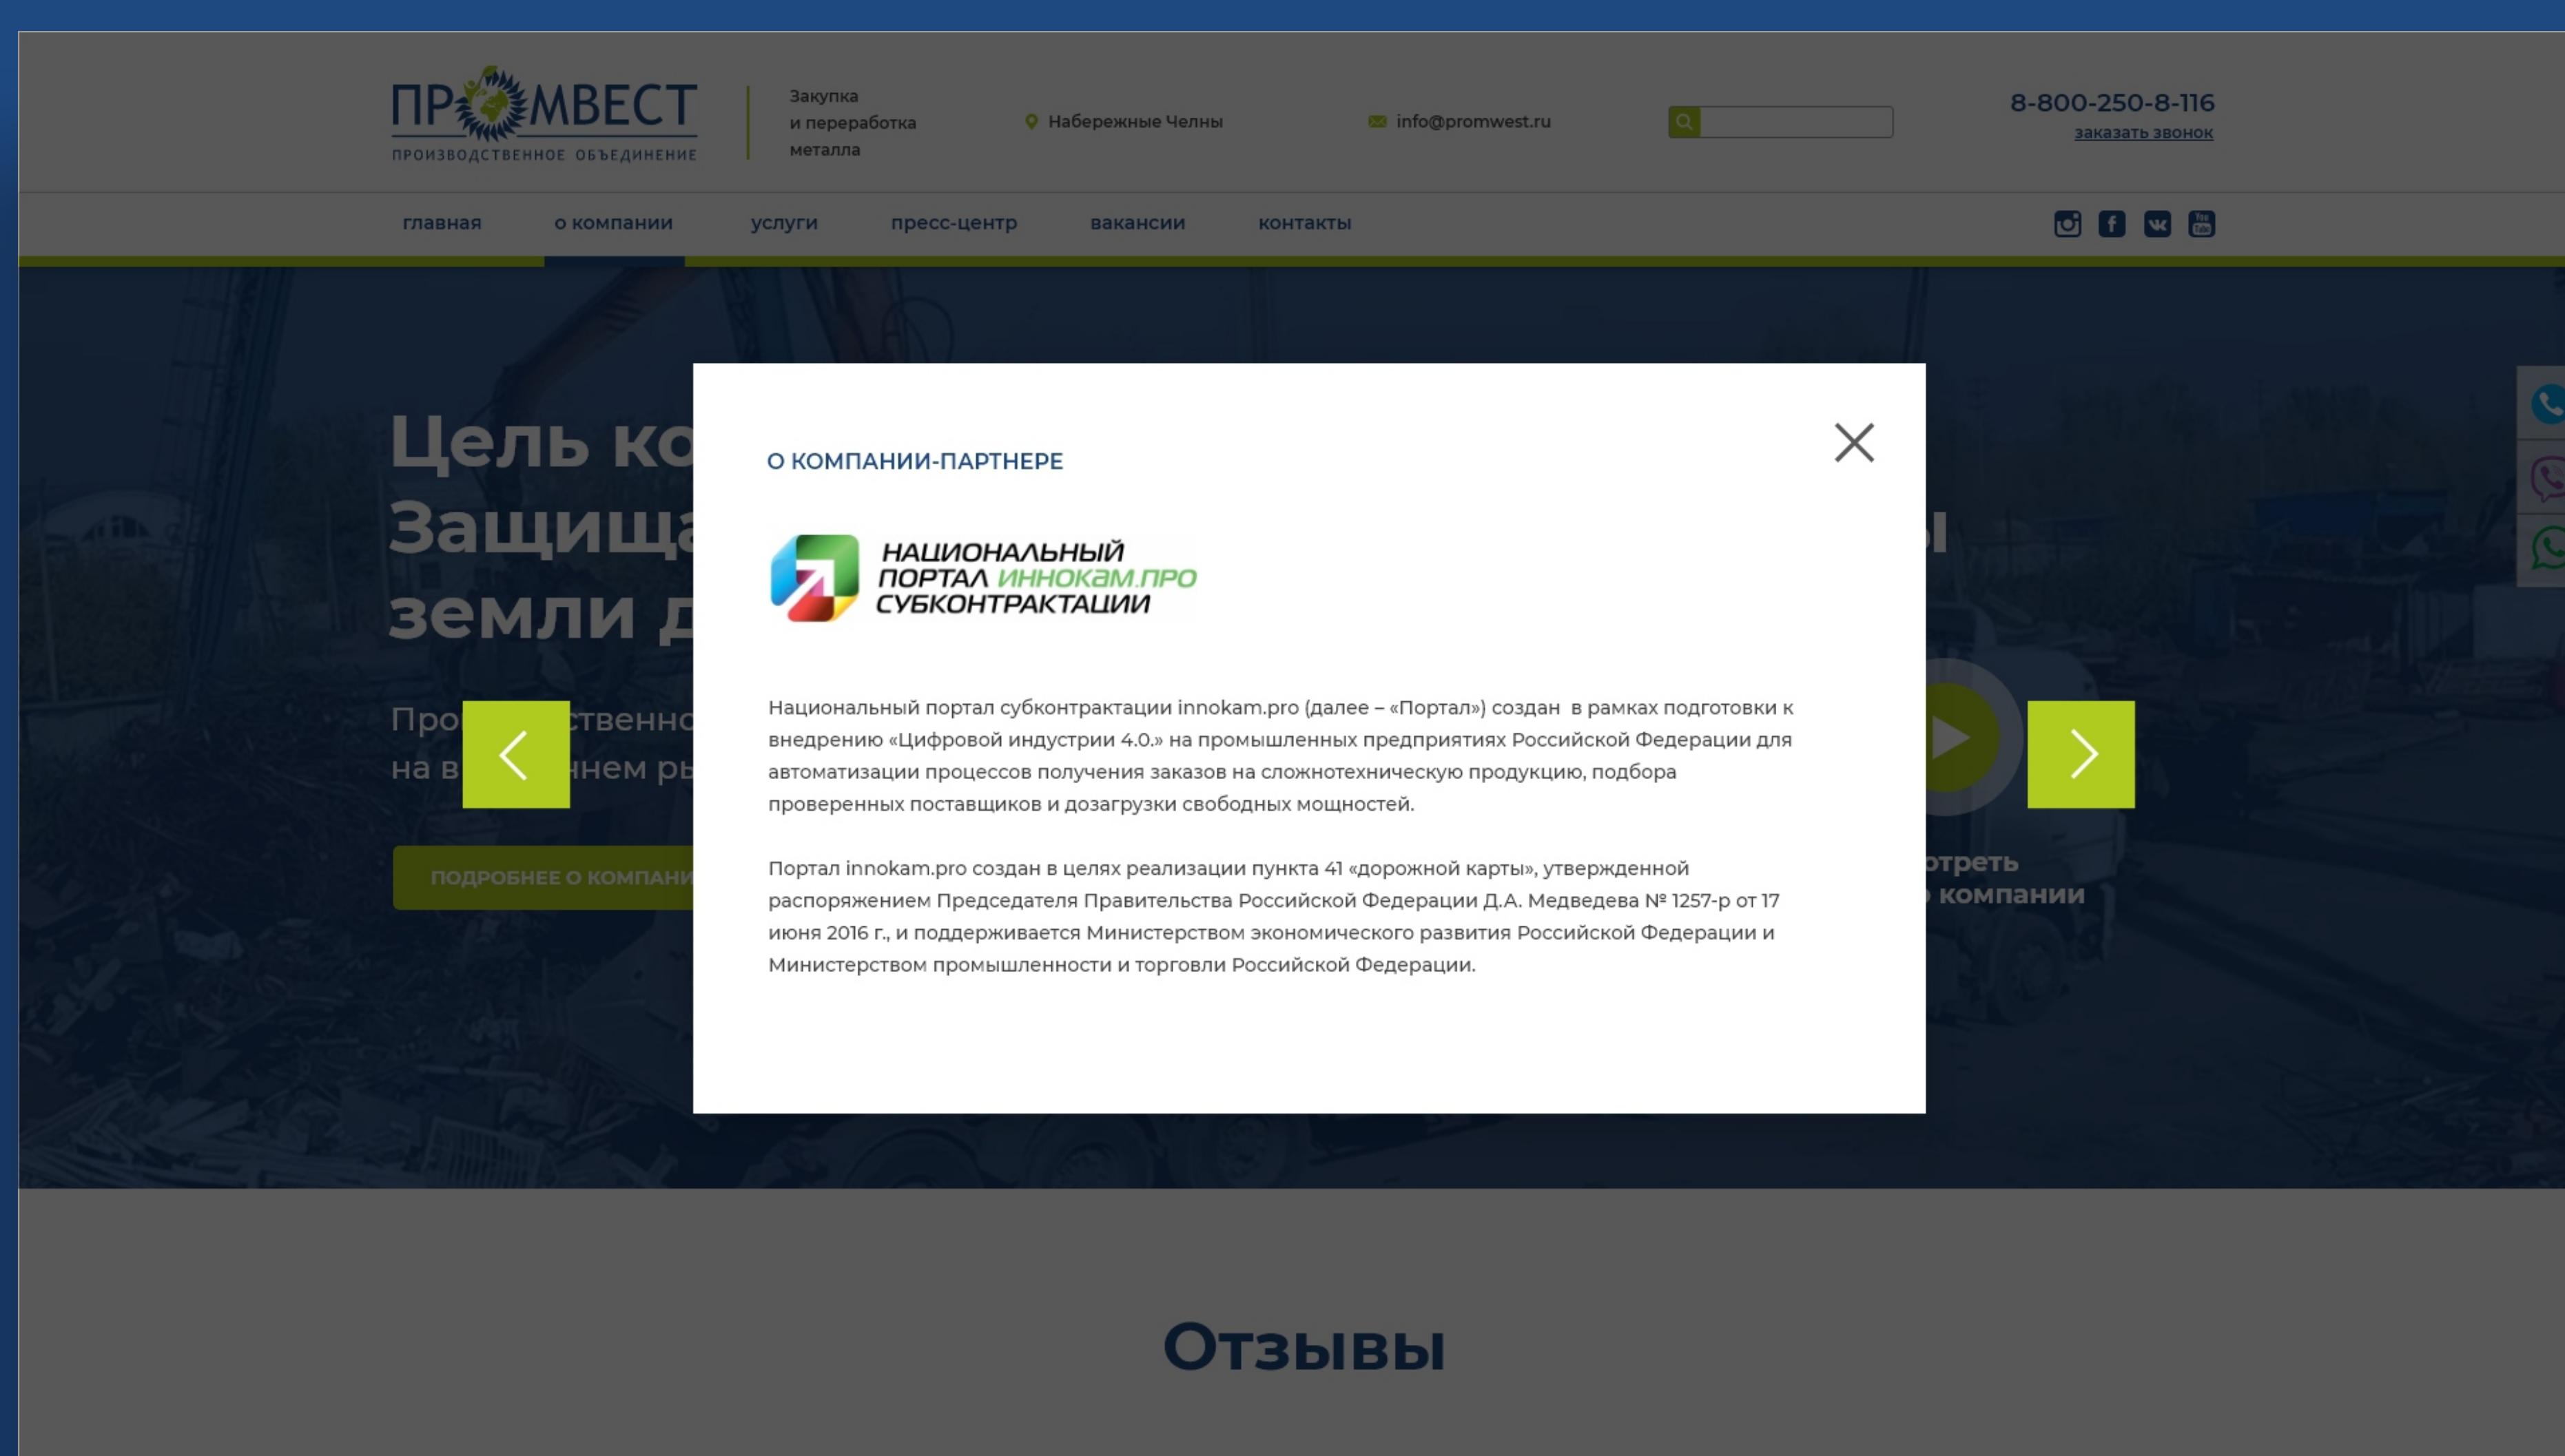 ПРОМВЕСТ
ПРОИЗВОДСТВЕННОЕ ОБЪЕДИНЕНИЕ
Закупка
и переработка
металла
Набережные Челны
info@promwest.ru
8-800-250-8-116
заказать звонок
главная о компании услуги пресс-центр вакансии контакты
You
Tube
Цель ко
Защища
земли д
О КОМПАНИИ-ПАРТНЕРЕ
НАЦИОНАЛЬНЫЙ
ПОРТАЛ ИННОКАМ.ПРО
СУБКОНТРАКТАЦИИ
Национальный портал субконтрактации innokam.pro (далее – «Портал») создан в рамках подготовки к
внедрению «Цифровой индустрии 4.0.» на промышленных предприятиях Российской Федерации для
автоматизации процессов получения заказов на сложнотехническую продукцию, подбора
проверенных поставщиков и дозагрузки свободных мощностей.
Портал innokam.pro создан в целях реализации пункта 41 «дорожной карты», утвержденной
распоряжением Председателя Правительства Российской Федерации Д.А. Медведева № 1257-р от 17
июня 2016 г., и поддерживается Министерством экономического развития Российской Федерации и
Министерством промышленности и торговли Российской Федерации.
ПОДРОБНЕЕ О КОМПАНИ
отреть
компании
Отзывы